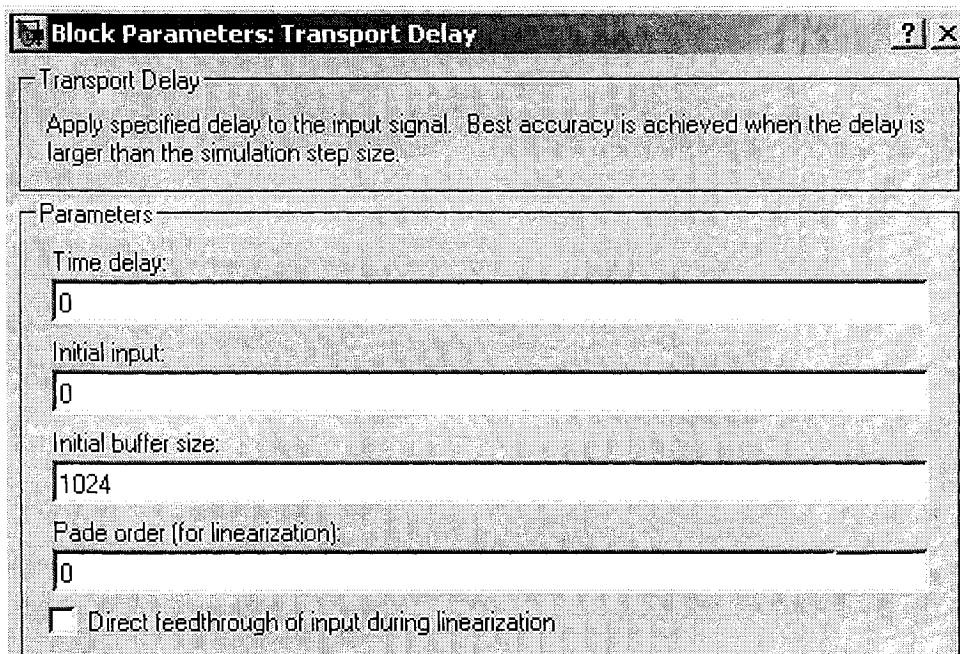 Block Parameters: Transport Delay
? ×
Transport Delay
Apply specified delay to the input signal. Best accuracy is achieved when the delay is
larger than the simulation step size.
Parameters
Time delay:
0
Initial input:
0
Initial buffer size:
1024
Pade order (for linearization):
0
Direct feedthrough of input during linearization